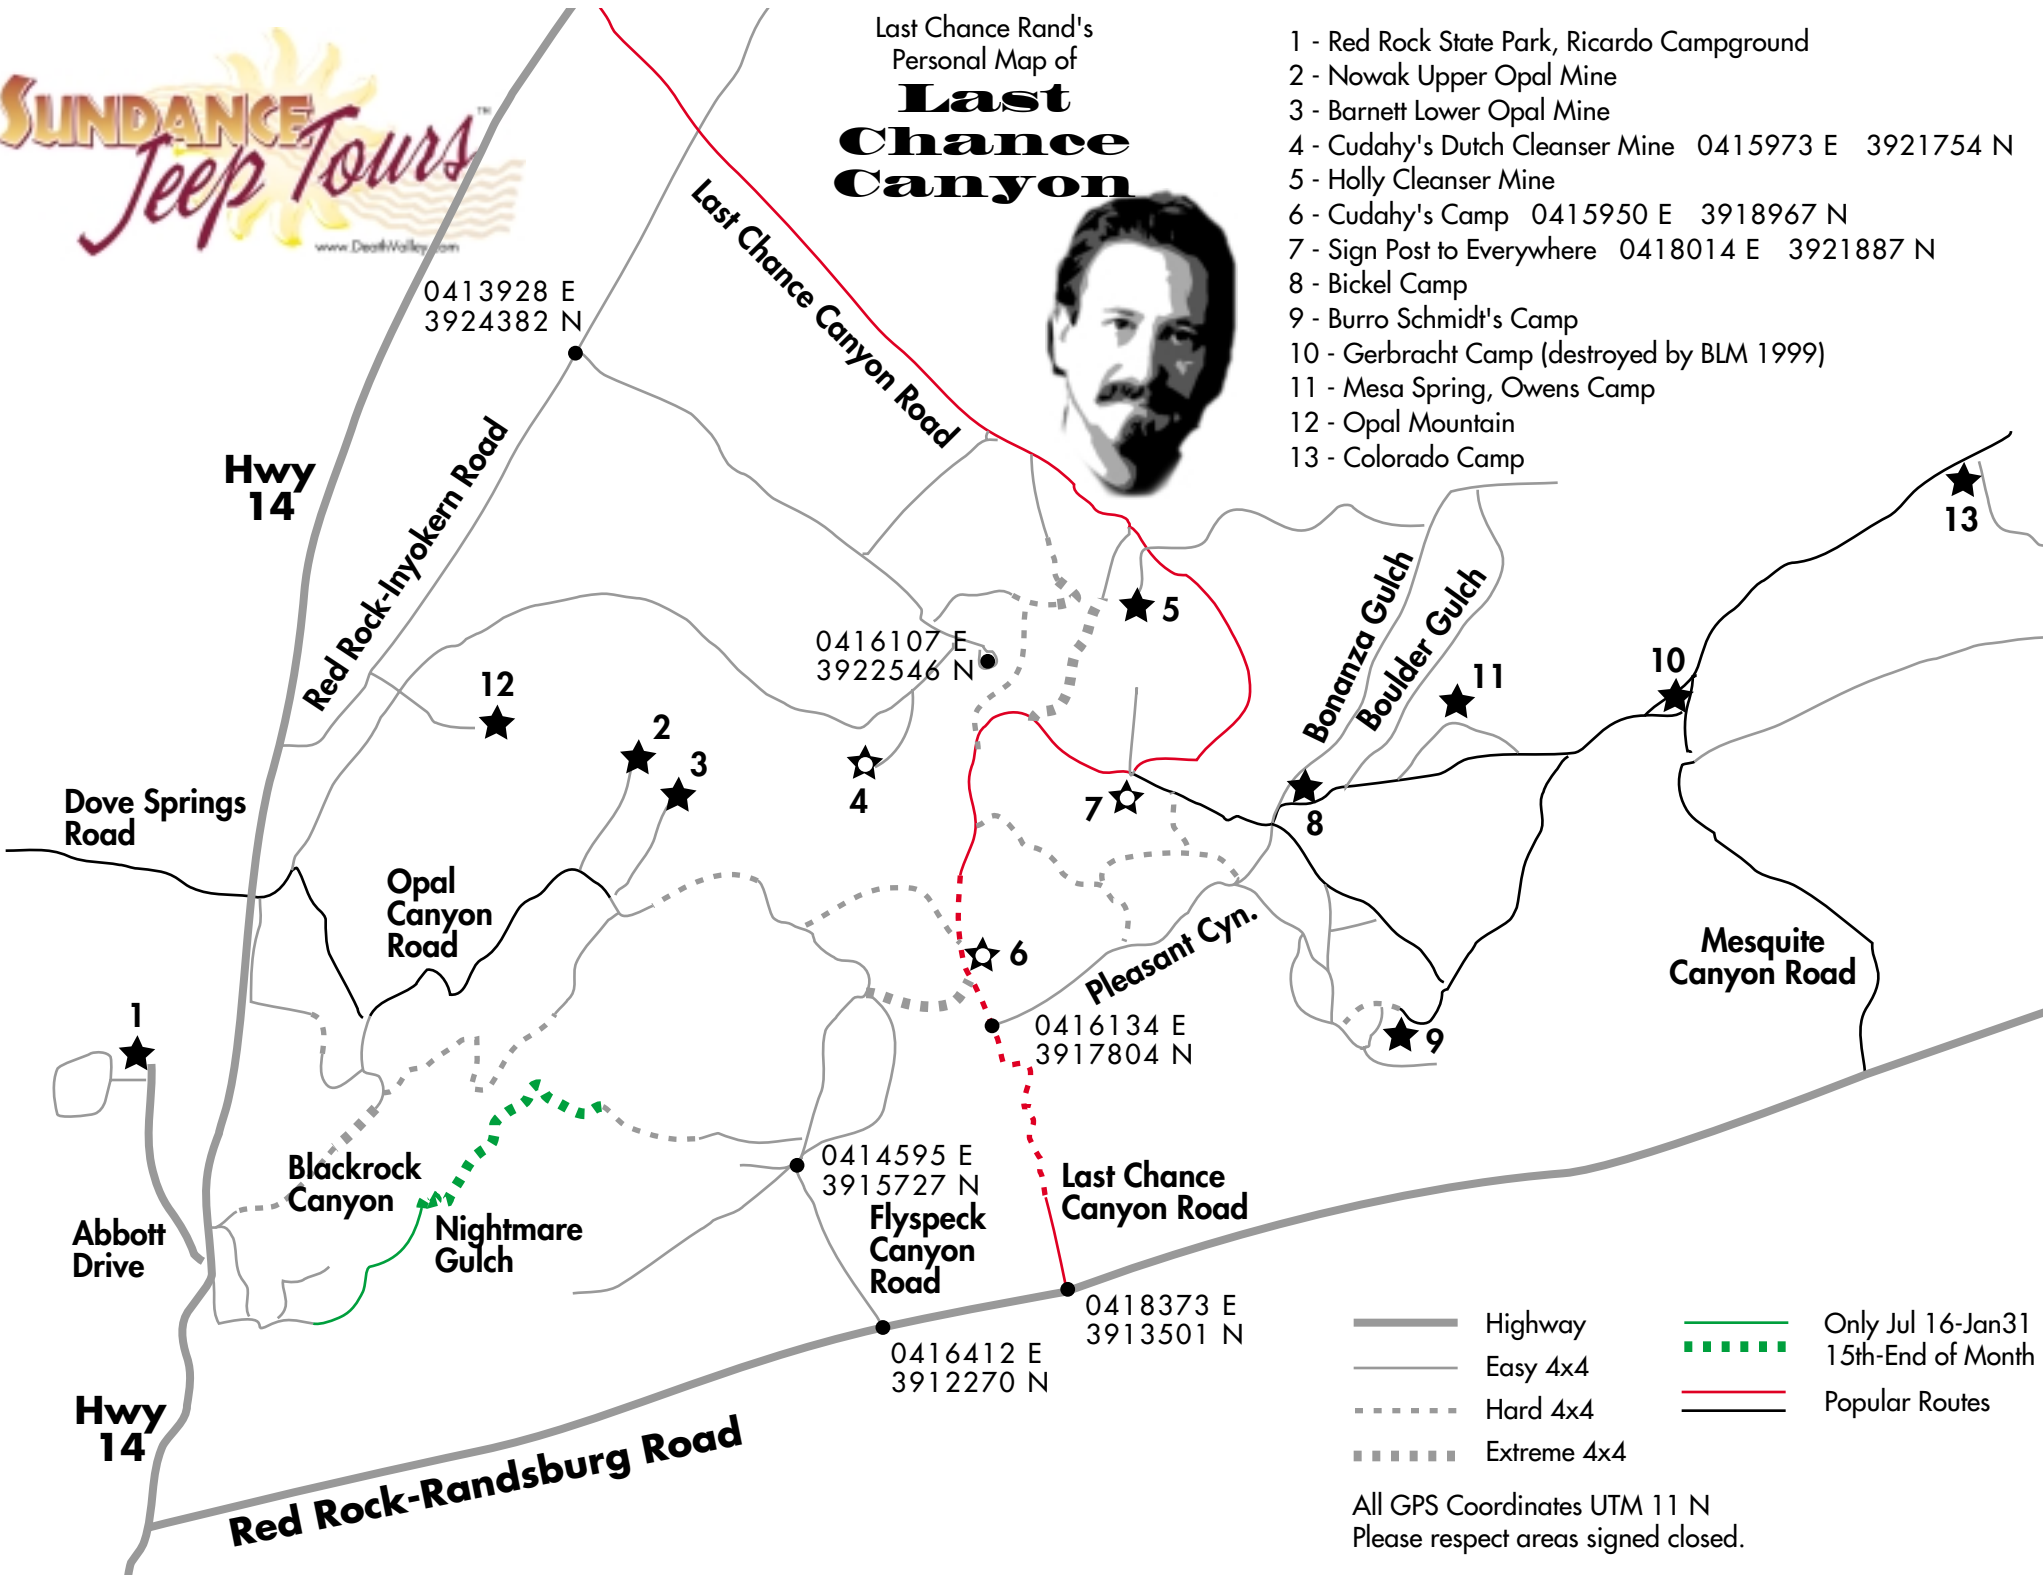 SUNDANCE
Jeep Tours™
www.DeathValley.com
Last Chance Rand's
Personal Map of
Last
Chance
Canyon
1 - Red Rock State Park, Ricardo Campground
2 - Nowak Upper Opal Mine
3 - Barnett Lower Opal Mine
4 - Cudahy's Dutch Cleanser Mine 0415973 E 3921754 N
5 - Holly Cleanser Mine
6 - Cudahy's Camp 0415950 E 3918967 N
7 - Sign Post to Everywhere 0418014 E 3921887 N
8 - Bickel Camp
9 - Burro Schmidt's Camp
10 - Gerbracht Camp (destroyed by BLM 1999)
11 - Mesa Spring, Owens Camp
12 - Opal Mountain
13 - Colorado Camp
Last Chance Canyon Road
0413928 E
3924382 N
Hwy
14
Red Rock-Inyokern Road
13
5
Bonanza Gulch
Boulder Gulch
0416107 E
3922546 N
12
11
10
2
3
4
7
8
Dove Springs
Road
Opal
Canyon
Road
6
Pleasant Cyn.
Mesquite
Canyon Road
1
0416134 E
3917804 N
9
Blackrock
Canyon
0414595 E
3915727 N
Last Chance
Canyon Road
Abbott
Drive
Nightmare
Gulch
Flyspeck
Canyon
Road
0418373 E
3913501 N
0416412 E
3912270 N
Hwy
14
Red Rock-Randsburg Road
Highway
Easy 4x4
Hard 4x4
Extreme 4x4
Only Jul 16-Jan31
15th-End of Month
Popular Routes
All GPS Coordinates UTM 11 N
Please respect areas signed closed.